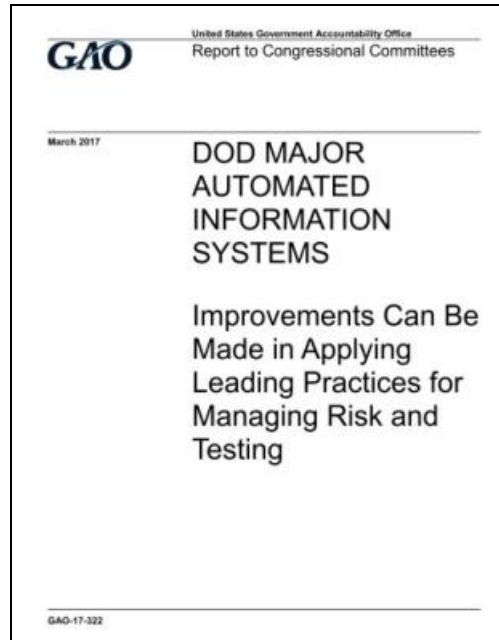 GAO
United States Government Accountability Office
Report to Congressional Committees
March 2017
DOD MAJOR
AUTOMATED
INFORMATION
SYSTEMS
Improvements Can Be
Made in Applying
Leading Practices for
Managing Risk and
Testing
GAO-17-322